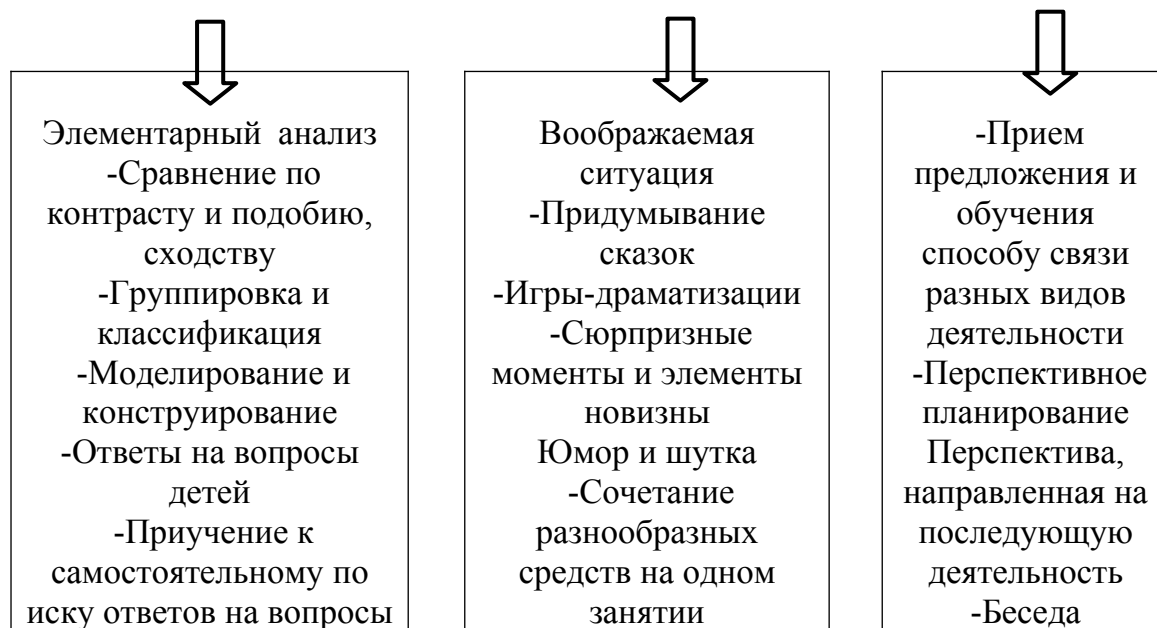 Элементарный анализ
-Сравнение по
контрасту и подобию,
сходству
-Группировка и
классификация
-Моделирование и
конструирование
-Ответы на вопросы
детей
-Приучение к
самостоятельному по
иску ответов на вопросы
Воображаемая
ситуация
-Придумывание
сказок
-Игры-драматизации
-Сюрпризные
моменты и элементы
новизны
Юмор и шутка
-Сочетание
разнообразных
средств на одном
занятии
-Прием
предложения и
обучения
способу связи
разных видов
деятельности
-Перспективное
планирование
Перспектива,
направленная на
последующую
деятельность
-Беседа